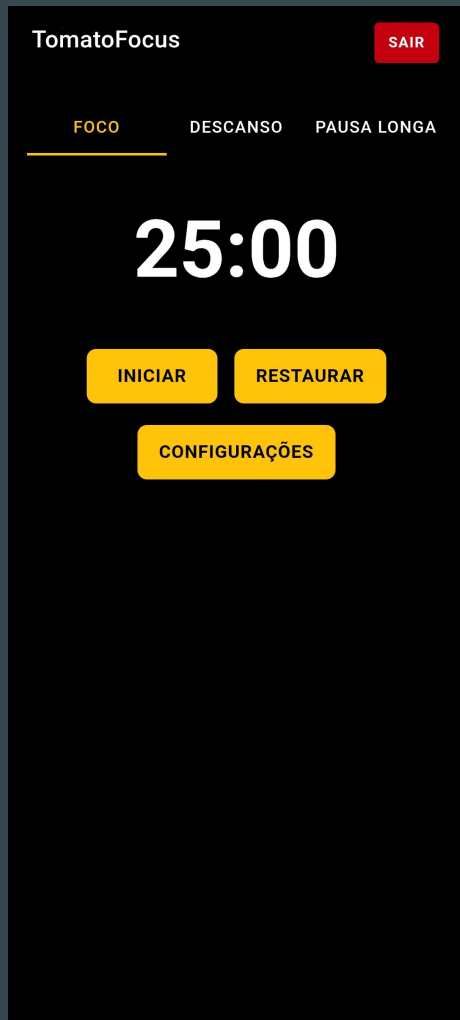 TomatoFocus SAIR
FOCO DESCANSO PAUSA LONGA
25:00
INICIAR RESTAURAR
CONFIGURAÇÕES